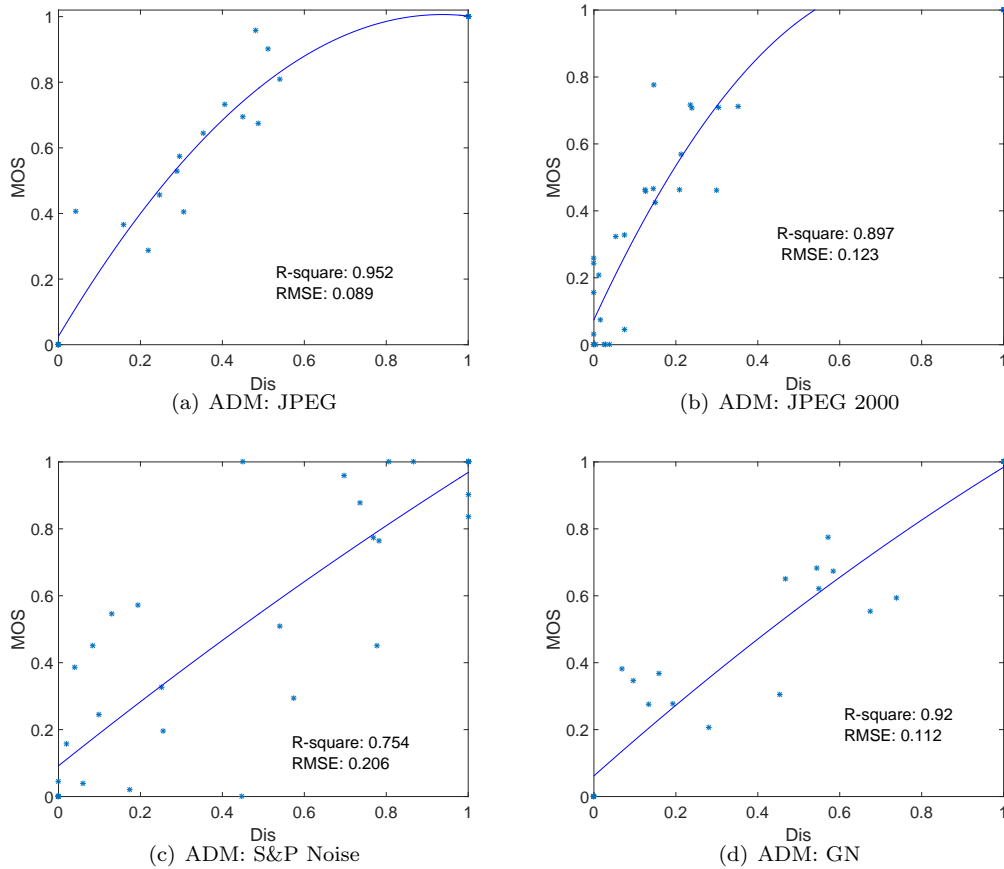 1
0.8
0.6
0.4
0.2
0
MOS
R-square: 0.952
RMSE: 0.089
0 0.2 0.4 0.6 0.8 1
Dis
(a) ADM: JPEG
1
0.8
0.6
0.4
0.2
0
MOS
R-square: 0.897
RMSE: 0.123
0 0.2 0.4 0.6 0.8 1
Dis
(b) ADM: JPEG 2000
1
0.8
0.6
0.4
0.2
0
MOS
R-square: 0.754
RMSE: 0.206
0 0.2 0.4 0.6 0.8 1
Dis
(c) ADM: S&P Noise
1
0.8
0.6
0.4
0.2
0
MOS
R-square: 0.92
RMSE: 0.112
0 0.2 0.4 0.6 0.8 1
Dis
(d) ADM: GN